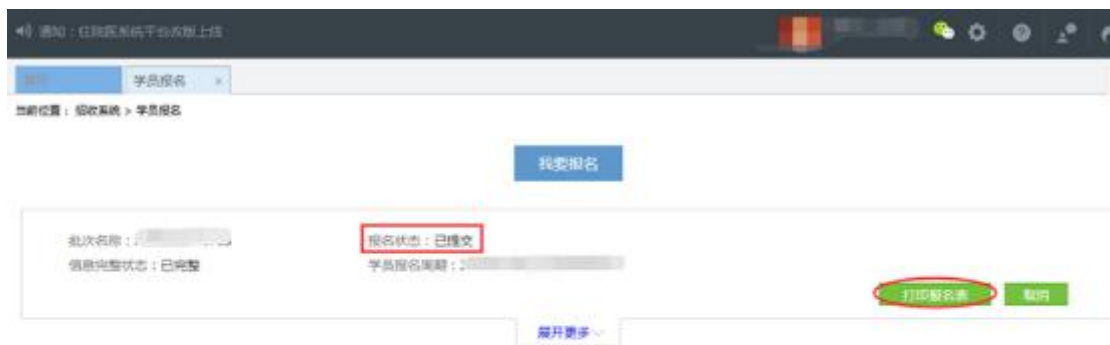 通知：住院医系统平台改版上线
学员报名 ×
当前位置： 招收系统 > 学员报名
我要报名
批次名称：
报名状态：已提交
信息完整状态：已完整
学员报名周期：
打印报名表
取消
展开更多